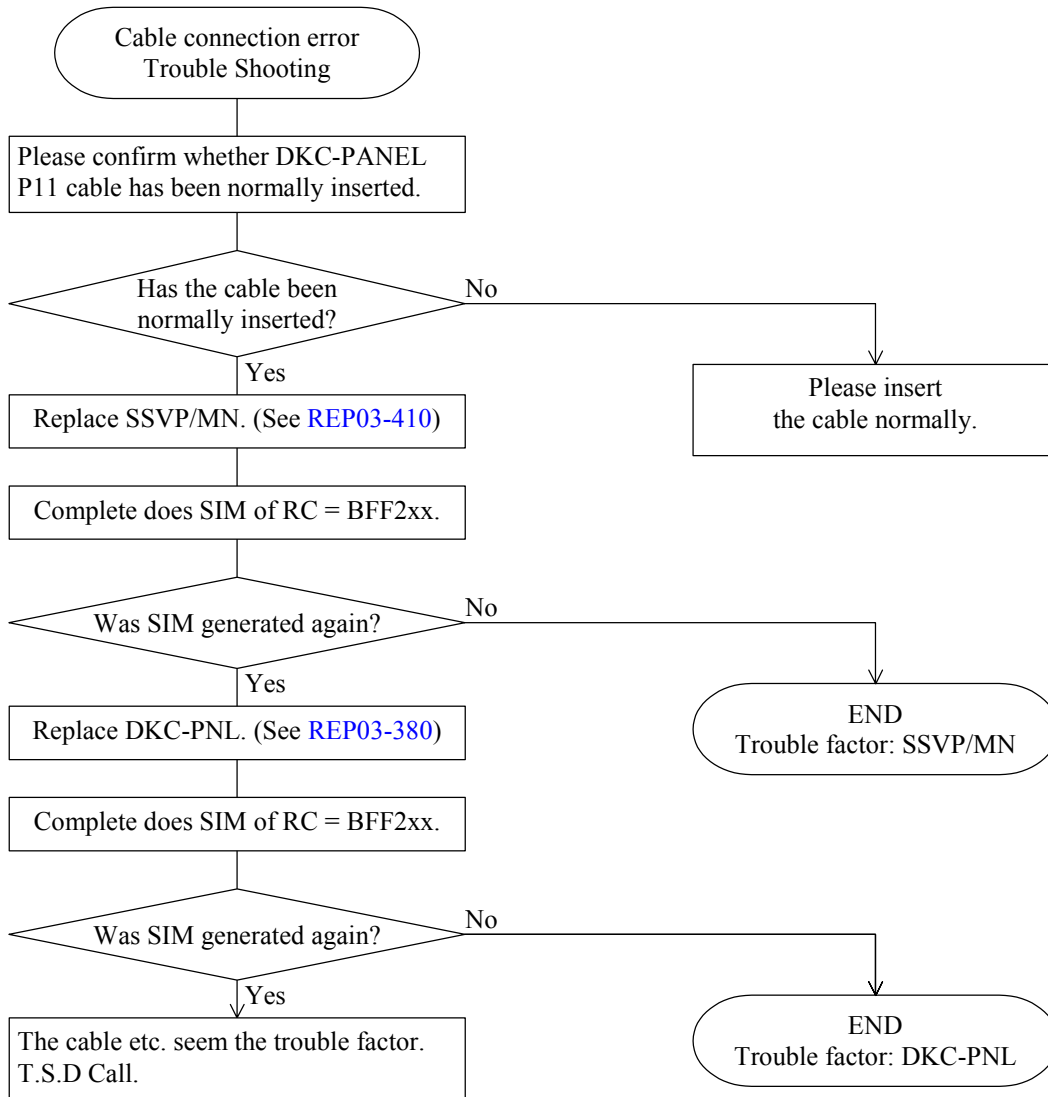 Cable connection error
Trouble Shooting
Please confirm whether DKC-PANEL
P11 cable has been normally inserted.
Has the cable been
normally inserted?
No
Yes
Please insert
the cable normally.
Replace SSVP/MN. (See REP03-410)
Complete does SIM of RC = BFF2xx.
Was SIM generated again?
No
Yes
END
Trouble factor: SSVP/MN
Replace DKC-PNL. (See REP03-380)
Complete does SIM of RC = BFF2xx.
Was SIM generated again?
No
Yes
END
Trouble factor: DKC-PNL
The cable etc. seem the trouble factor.
T.S.D Call.